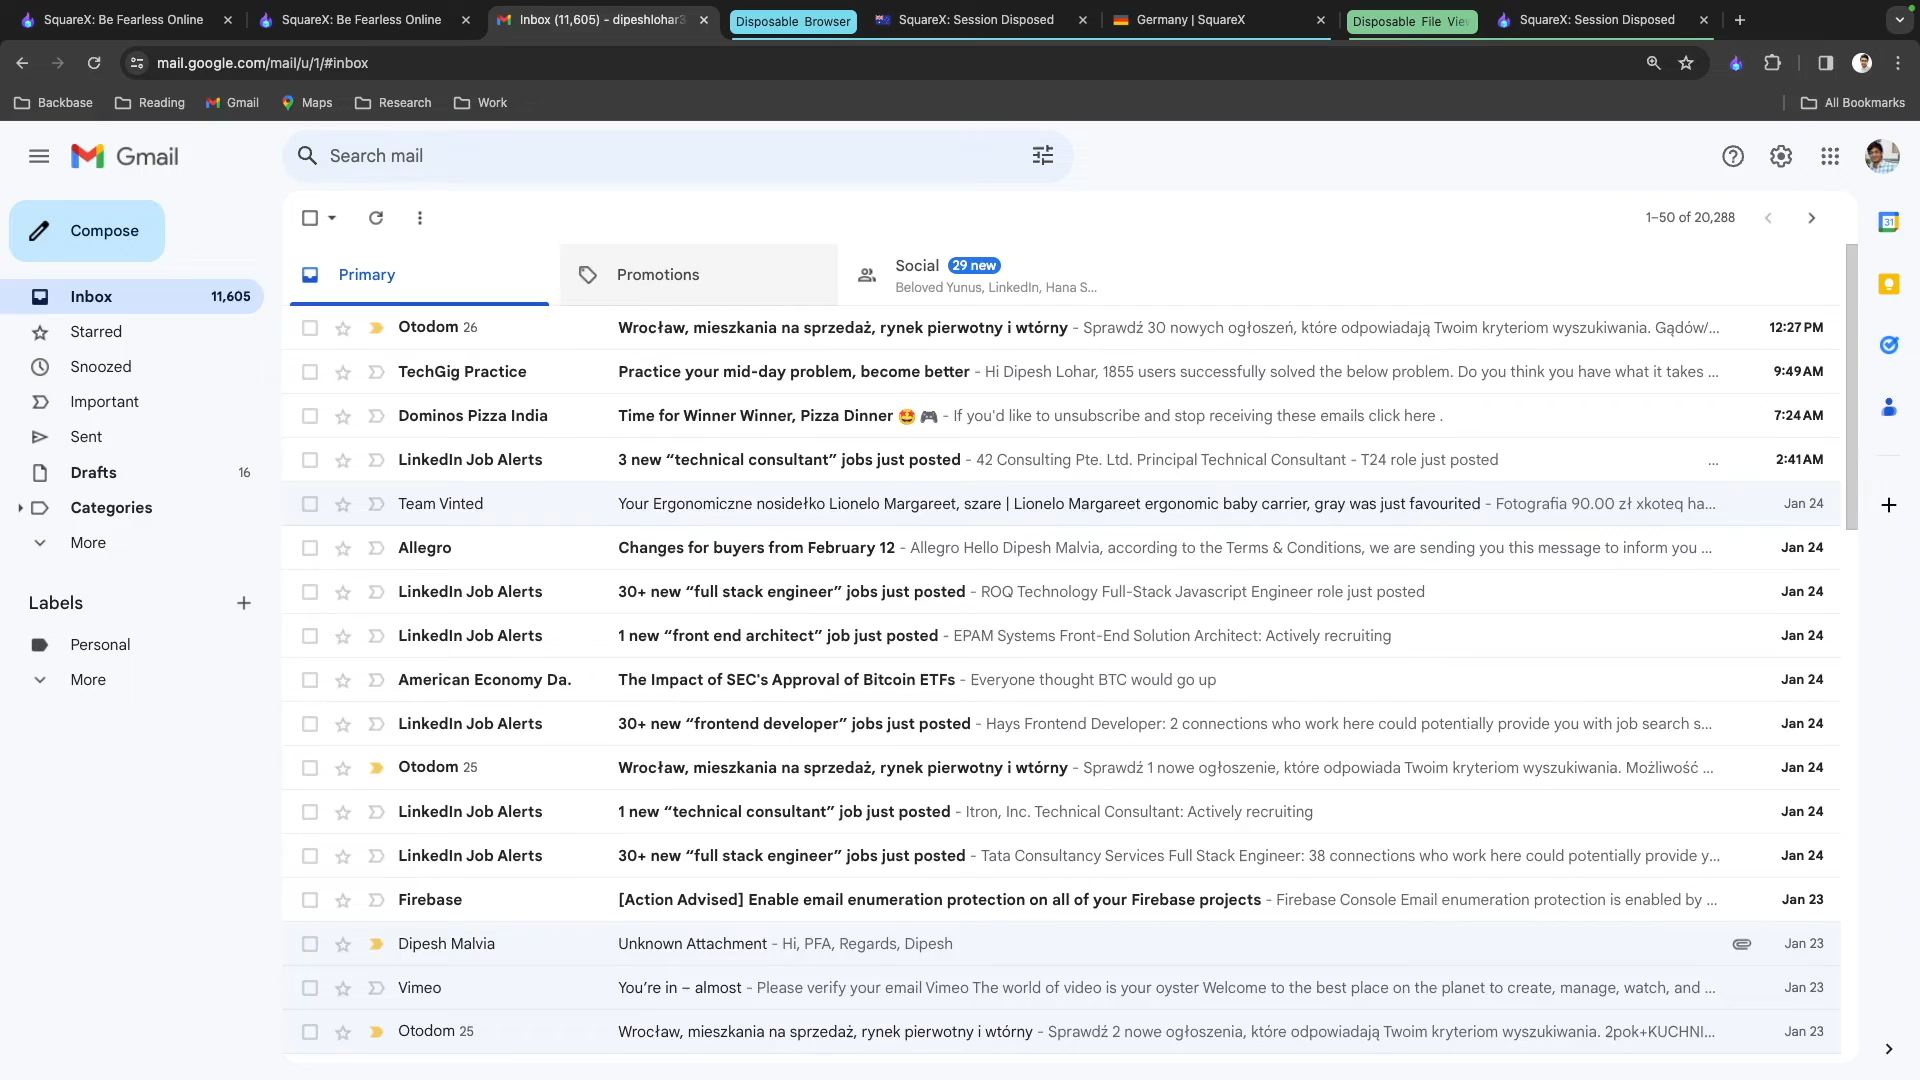 SquareX: Be Fearless Online
SquareX: Be Fearless Online
Inbox (11,605) - dipeshlohar3
Disposable Browser
SquareX: Session Disposed
Germany | SquareX
Disposable File View
SquareX: Session Disposed
mail.google.com/mail/u/1/#inbox
Backbase
Reading
Gmail
Maps
Research
Work
All Bookmarks
Gmail
Search mail
Compose
1–50 of 20,288
Primary
Promotions
Social 29 new
Beloved Yunus, LinkedIn, Hana S...
31
Inbox 11,605
Starred
Snoozed
Important
Sent
Drafts 16
Categories
More
Labels
Personal
More
Otodom 26 Wrocław, mieszkania na sprzedaż, rynek pierwotny i wtórny - Sprawdź 30 nowych ogłoszeń, które odpowiadają Twoim kryteriom wyszukiwania. Gądów/... 12:27 PM
TechGig Practice Practice your mid-day problem, become better - Hi Dipesh Lohar, 1855 users successfully solved the below problem. Do you think you have what it takes ... 9:49 AM
Dominos Pizza India Time for Winner Winner, Pizza Dinner 🤩 🎮 - If you'd like to unsubscribe and stop receiving these emails click here . 7:24 AM
LinkedIn Job Alerts 3 new “technical consultant” jobs just posted - 42 Consulting Pte. Ltd. Principal Technical Consultant - T24 role just posted ... 2:41 AM
Team Vinted Your Ergonomiczne nosidełko Lionelo Margareet, szare | Lionelo Margareet ergonomic baby carrier, gray was just favourited - Fotografia 90.00 zł xkoteq ha... Jan 24
Allegro Changes for buyers from February 12 - Allegro Hello Dipesh Malvia, according to the Terms & Conditions, we are sending you this message to inform you ... Jan 24
LinkedIn Job Alerts 30+ new “full stack engineer” jobs just posted - ROQ Technology Full-Stack Javascript Engineer role just posted Jan 24
LinkedIn Job Alerts 1 new “front end architect” job just posted - EPAM Systems Front-End Solution Architect: Actively recruiting Jan 24
American Economy Da. The Impact of SEC's Approval of Bitcoin ETFs - Everyone thought BTC would go up Jan 24
LinkedIn Job Alerts 30+ new “frontend developer” jobs just posted - Hays Frontend Developer: 2 connections who work here could potentially provide you with job search s... Jan 24
Otodom 25 Wrocław, mieszkania na sprzedaż, rynek pierwotny i wtórny - Sprawdź 1 nowe ogłoszenie, które odpowiada Twoim kryteriom wyszukiwania. Możliwość ... Jan 24
LinkedIn Job Alerts 1 new “technical consultant” job just posted - Itron, Inc. Technical Consultant: Actively recruiting Jan 24
LinkedIn Job Alerts 30+ new “full stack engineer” jobs just posted - Tata Consultancy Services Full Stack Engineer: 38 connections who work here could potentially provide y... Jan 24
Firebase [Action Advised] Enable email enumeration protection on all of your Firebase projects - Firebase Console Email enumeration protection is enabled by ... Jan 23
Dipesh Malvia Unknown Attachment - Hi, PFA, Regards, Dipesh Jan 23
Vimeo You’re in – almost - Please verify your email Vimeo The world of video is your oyster Welcome to the best place on the planet to create, manage, watch, and ... Jan 23
Otodom 25 Wrocław, mieszkania na sprzedaż, rynek pierwotny i wtórny - Sprawdź 2 nowe ogłoszenia, które odpowiadają Twoim kryteriom wyszukiwania. 2pok+KUCHNI... Jan 23